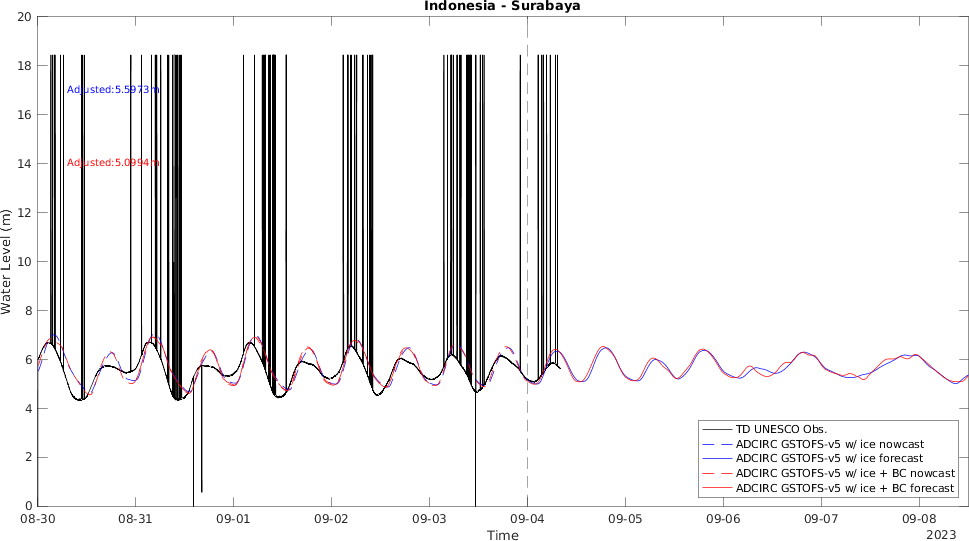 Indonesia - Surabaya
20
18
16
14
12
10
8
6
4
2
0
Water Level (m)
Adjusted:5.5973 m
Adjusted:5.0994 m
TD UNESCO Obs.
ADCIRC GSTOFS-v5 w/ ice nowcast
ADCIRC GSTOFS-v5 w/ ice forecast
ADCIRC GSTOFS-v5 w/ ice + BC nowcast
ADCIRC GSTOFS-v5 w/ ice + BC forecast
08-30 08-31 09-01 09-02 09-03 09-04 09-05 09-06 09-07 09-08
Time
2023